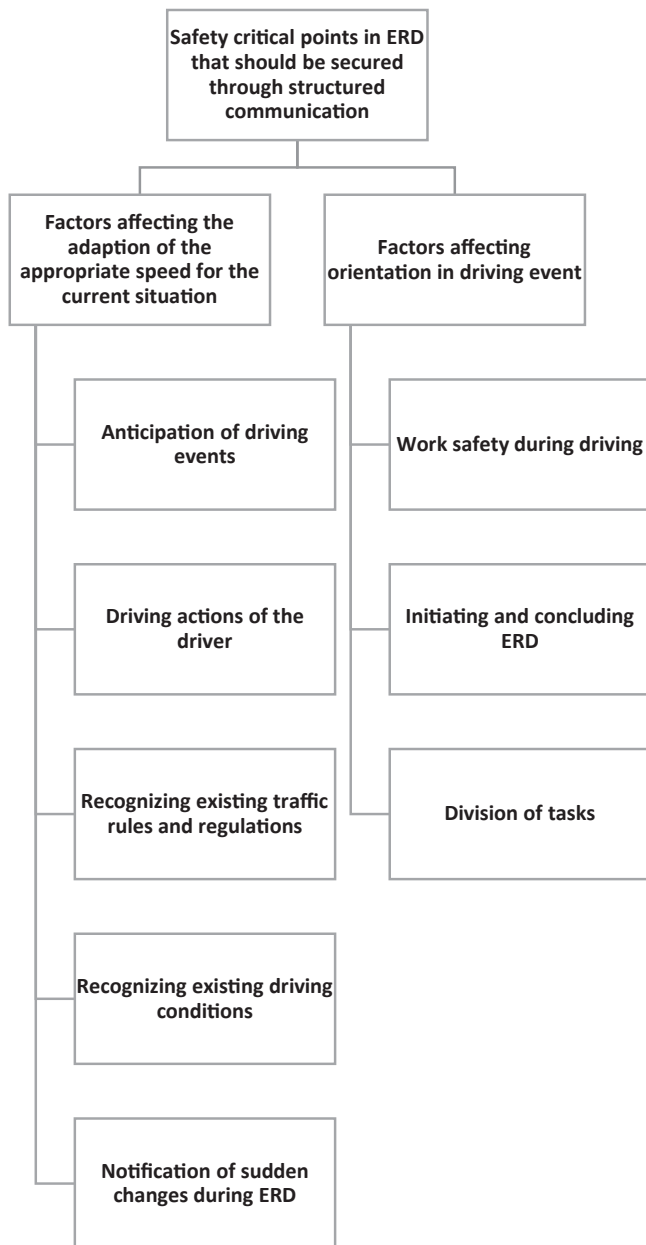 Safety critical points in ERD
that should be secured
through structured
communication
Factors affecting the
adaption of the
appropriate speed for the
current situation
Factors affecting
orientation in driving event
Anticipation of driving
events
Driving actions of the
driver
Recognizing existing traffic
rules and regulations
Recognizing existing driving
conditions
Notification of sudden
changes during ERD
Work safety during driving
Initiating and concluding
ERD
Division of tasks